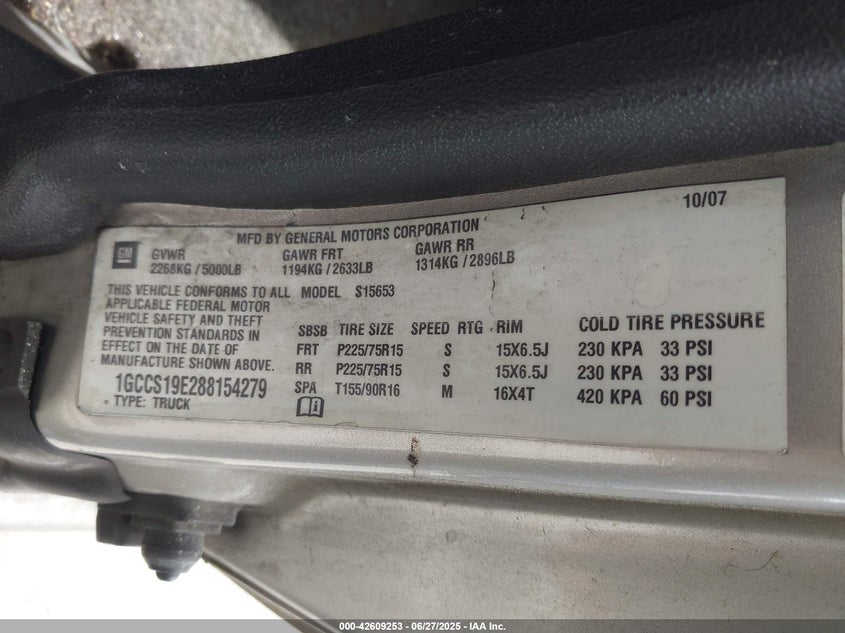 10/07
MFD BY GENERAL MOTORS CORPORATION
GM GVWR GAWR FRT GAWR RR
2268KG / 5000LB 1194KG / 2633LB 1314KG / 2896LB
THIS VEHICLE CONFORMS TO ALL MODEL S15653
APPLICABLE FEDERAL MOTOR
VEHICLE SAFETY AND THEFT
PREVENTION STANDARDS IN
EFFECT ON THE DATE OF
MANUFACTURE SHOWN ABOVE.
1GCCS19E288154279
TYPE: TRUCK
SBSB TIRE SIZE SPEED RTG RIM COLD TIRE PRESSURE
FRT P225/75R15 S 15X6.5J 230 KPA 33 PSI
RR P225/75R15 S 15X6.5J 230 KPA 33 PSI
SPA T155/90R16 M 16X4T 420 KPA 60 PSI
000-42609253 - 06/27/2025 - IAA Inc.